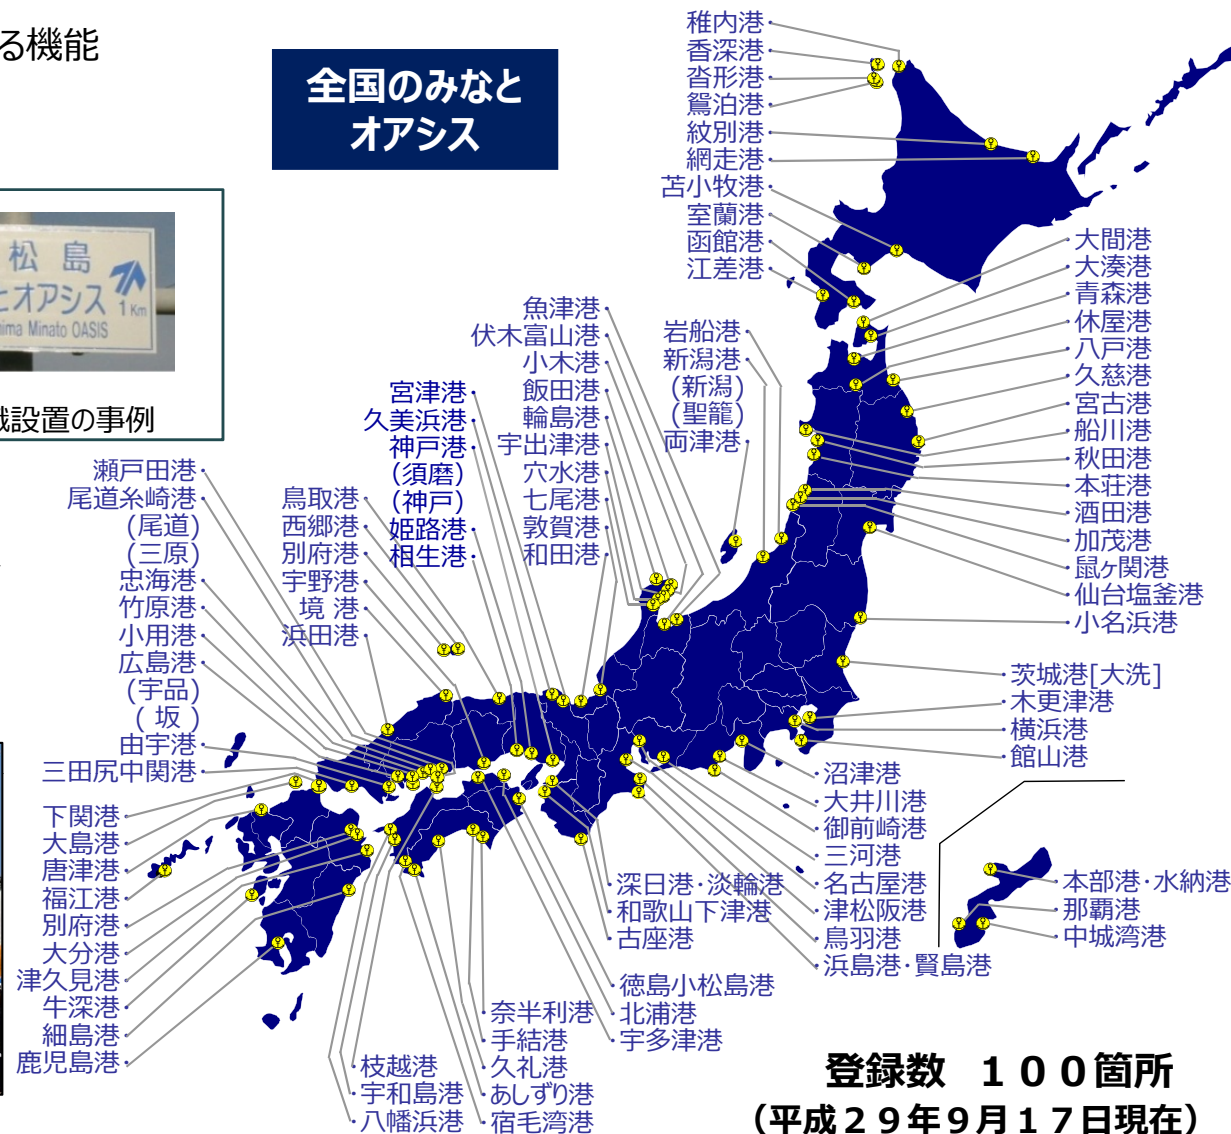 る機能
全国のみなと
オアシス
松島
とオアシス
1Km
hima Minato OASIS
識設置の事例
稚内港
香深港
沓形港
鴛泊港
紋別港
網走港
苫小牧港
室蘭港
函館港
江差港
大間港
大湊港
青森港
休屋港
八戸港
久慈港
宮古港
船川港
秋田港
本荘港
酒田港
加茂港
鼠ヶ関港
仙台塩釜港
小名浜港
茨城港[大洗]
木更津港
横浜港
館山港
魚津港
伏木富山港
小木港
飯田港
輪島港
宇出津港
穴水港
七尾港
敦賀港
和田港
岩船港
新潟港
(新潟)
(聖籠)
両津港
宮津港
久美浜港
神戸港
(須磨)
(神戸)
姫路港
相生港
鳥取港
西郷港
別府港
宇野港
境 港
浜田港
瀬戸田港
尾道糸崎港
(尾道)
(三原)
忠海港
竹原港
小用港
広島港
(宇品)
( 坂 )
由宇港
三田尻中関港
下関港
大島港
唐津港
福江港
別府港
大分港
津久見港
牛深港
細島港
鹿児島港
沼津港
大井川港
御前崎港
三河港
名古屋港
津松阪港
鳥羽港
浜島港・賢島港
深日港・淡輪港
和歌山下津港
古座港
徳島小松島港
北浦港
宇多津港
奈半利港
手結港
久礼港
あしずり港
宿毛湾港
枝越港
宇和島港
八幡浜港
本部港・水納港
那覇港
中城湾港
登録数 １００箇所
（平成２９年９月１７日現在）